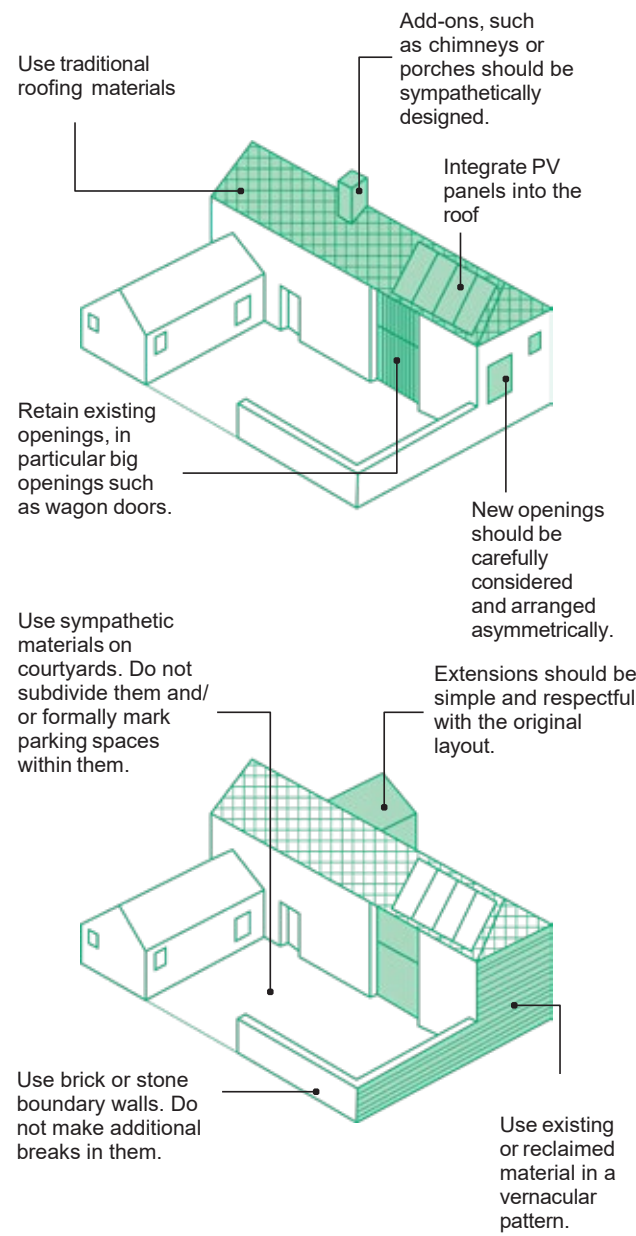 Add-ons, such
as chimneys or
porches should be
sympathetically
designed.
Use traditional
roofing materials
Integrate PV
panels into the
roof
Retain existing
openings, in
particular big
openings such
as wagon doors.
New openings
should be
carefully
considered
and arranged
asymmetrically.
Use sympathetic
materials on
courtyards. Do not
subdivide them and/
or formally mark
parking spaces
within them.
Extensions should be
simple and respectful
with the original
layout.
Use brick or stone
boundary walls. Do
not make additional
breaks in them.
Use existing
or reclaimed
material in a
vernacular
pattern.